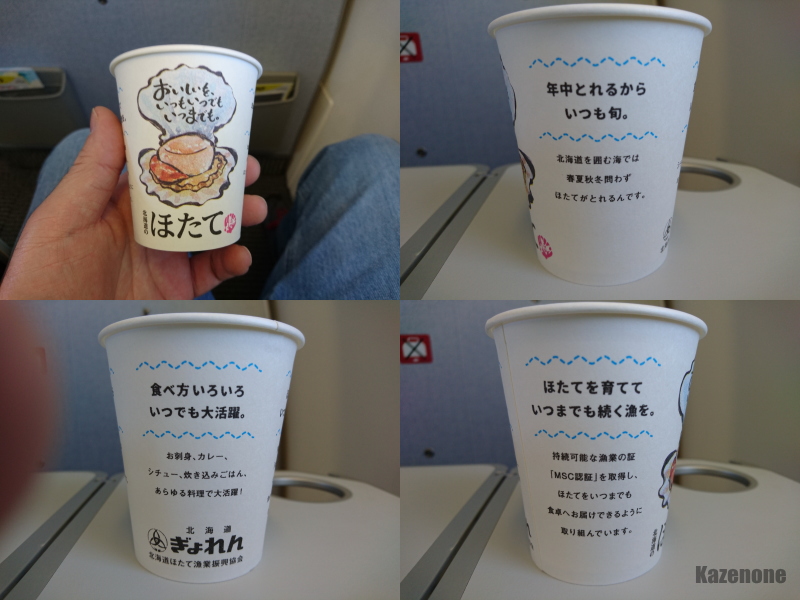 おいしいも、
いつもいつでも
いつまでも。
北海道の
ほたて
年中とれるから
いつも旬。
北海道を囲む海では
春夏秋冬問わず
ほたてがとれるんです。
食べ方いろいろ
いつでも大活躍。
お刺身、カレー、
シチュー、炊き込みごはん、
あらゆる料理で大活躍!
北海道
ぎょれん
北海道ほたて漁業振興協会
ほたてを育てて
いつまでも続く漁を。
持続可能な漁業の証
「MSC認証」を取得し、
ほたてをいつまでも
食卓へお届けできるように
取り組んでいます。
Kazenone